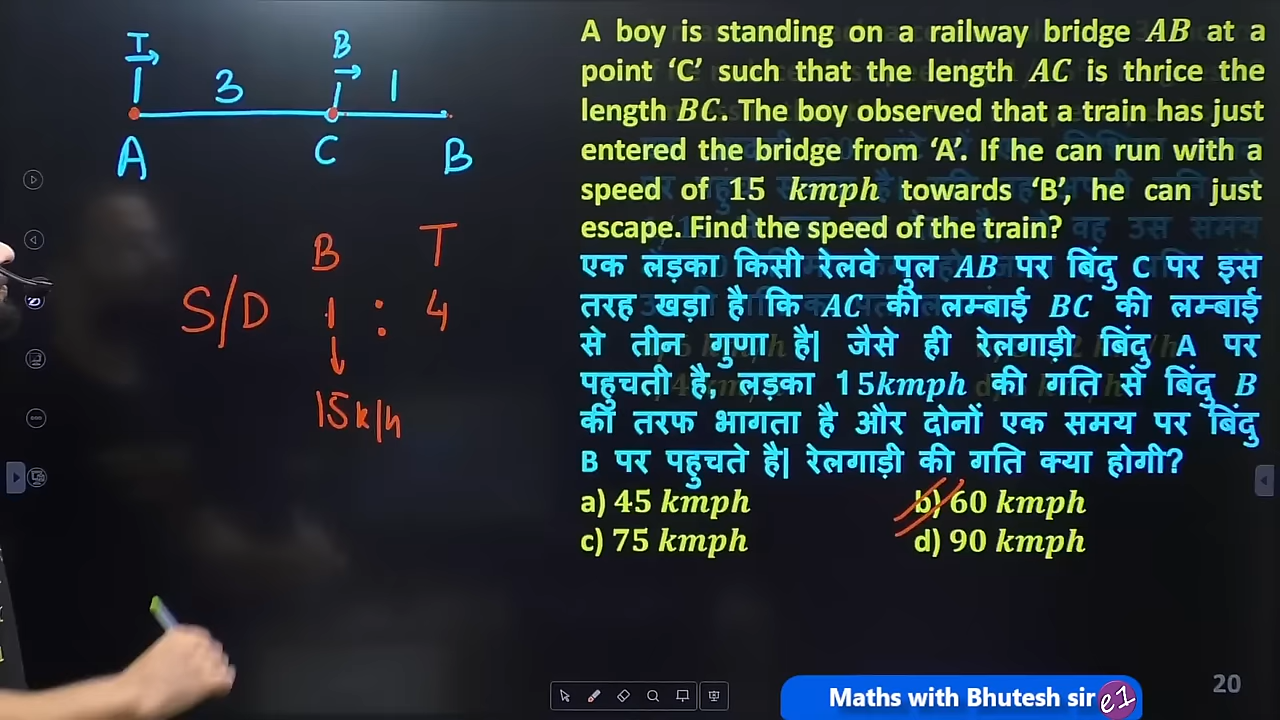 T
B
3
1
A
C
B
B
T
S/D
1 : 4
15k/h
A boy is standing on a railway bridge AB at a
point ‘C’ such that the length AC is thrice the
length BC. The boy observed that a train has just
entered the bridge from ‘A’. If he can run with a
speed of 15 kmph towards ‘B’, he can just
escape. Find the speed of the train?
एक लड़का किसी रेलवे पुल AB पर बिंदु C पर इस
तरह खड़ा है कि AC की लम्बाई BC की लम्बाई
से तीन गुणा है| जैसे ही रेलगाड़ी बिंदु A पर
पहुचती है, लड़का 15kmph की गति से बिंदु B
की तरफ भागता है और दोनों एक समय पर बिंदु
B पर पहुचते है| रेलगाड़ी की गति क्या होगी?
a) 45 kmph b) 60 kmph
c) 75 kmph d) 90 kmph
20
Maths with Bhutesh sir e1